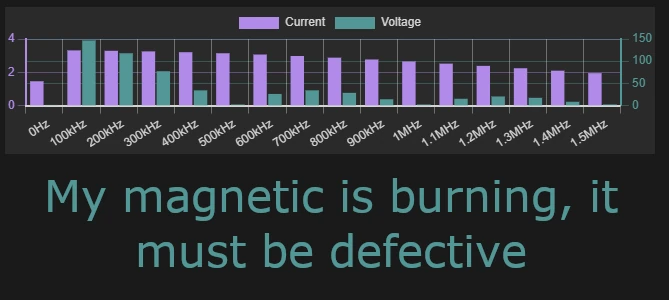 Current Voltage
4 150
100
2
50
0 0
0Hz 100kHz 200kHz 300kHz 400kHz 500kHz 600kHz 700kHz 800kHz 900kHz 1MHz 1.1MHz 1.2MHz 1.3MHz 1.4MHz 1.5MHz
My magnetic is burning, it
must be defective